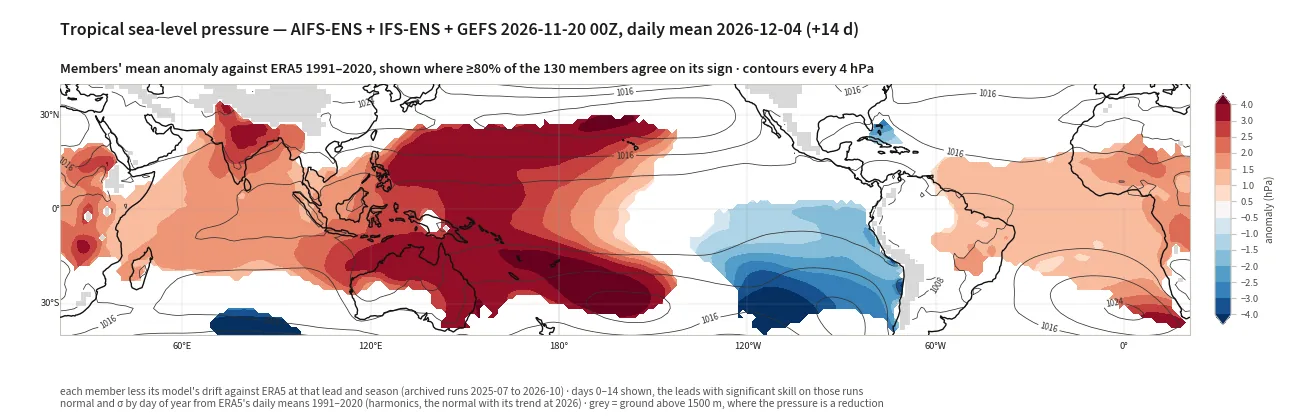 Tropical sea-level pressure — AIFS-ENS + IFS-ENS + GEFS 2026-11-20 00Z, daily mean 2026-12-04 (+14 d)
Members' mean anomaly against ERA5 1991–2020, shown where ≥80% of the 130 members agree on its sign · contours every 4 hPa
30°N
0°
30°S
1016
1016
1016
1016
1016
1016
1016
1016
1016
1008
1024
1016
60°E
120°E
180°
120°W
60°W
0°
4.0
3.0
2.5
2.0
1.5
1.0
0.5
−0.5
−1.0
−1.5
−2.0
−2.5
−3.0
−4.0
anomaly (hPa)
each member less its model's drift against ERA5 at that lead and season (archived runs 2025-07 to 2026-10) · days 0–14 shown, the leads with significant skill on those runs
normal and σ by day of year from ERA5's daily means 1991–2020 (harmonics, the normal with its trend at 2026) · grey = ground above 1500 m, where the pressure is a reduction